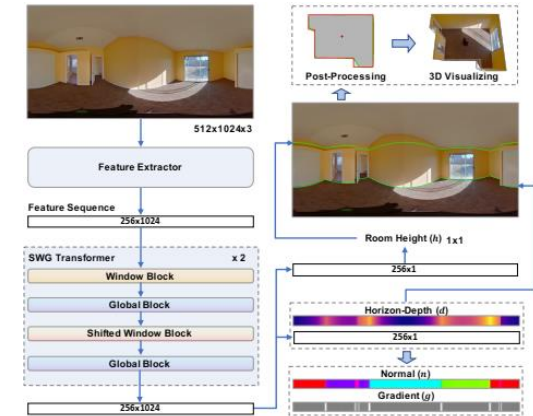 512x1024x3
Feature Extractor
Feature Sequence
256x1024
SWG Transformer x 2
Window Block
Global Block
Shifted Window Block
Global Block
256x1024
Post-Processing
3D Visualizing
Room Height (h) 1x1
256x1
Horizon-Depth (d)
256x1
Normal (n)
Gradient (g)